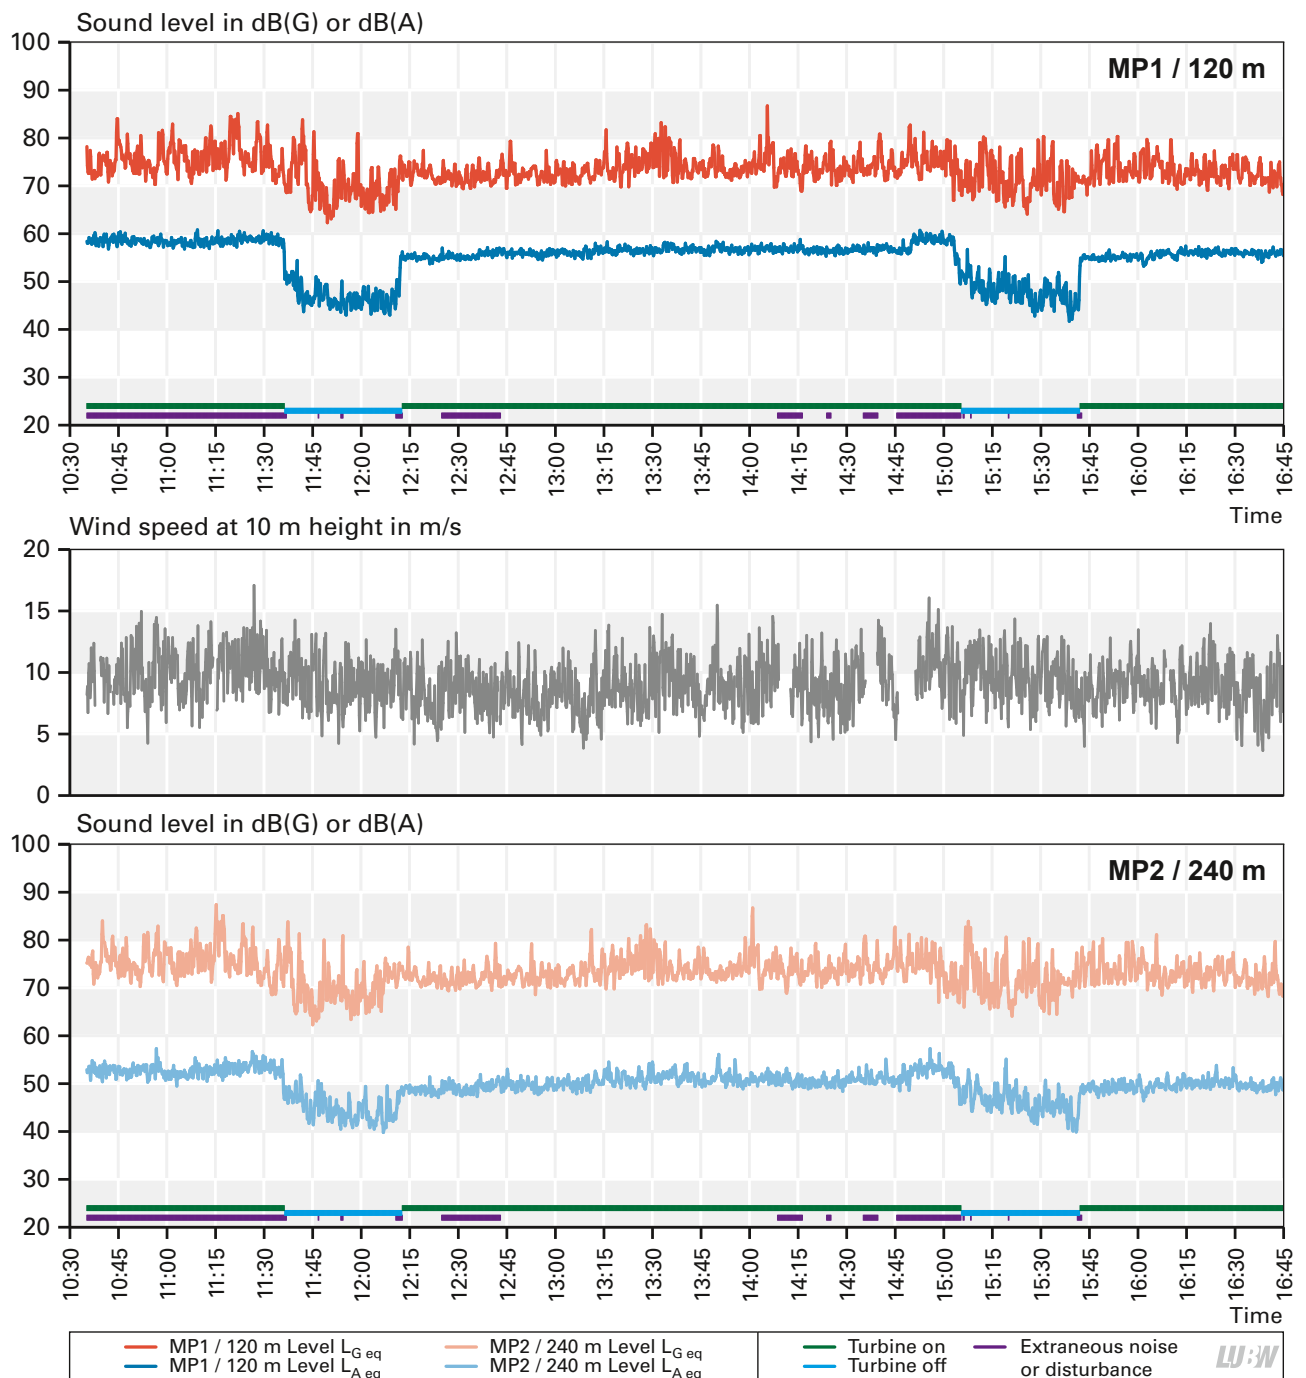 Sound level in dB(G) or dB(A)
MP1 / 120 m
100
90
80
70
60
50
40
30
20
10:30 10:45 11:00 11:15 11:30 11:45 12:00 12:15 12:30 12:45 13:00 13:15 13:30 13:45 14:00 14:15 14:30 14:45 15:00 15:15 15:30 15:45 16:00 16:15 16:30 16:45
Time
Wind speed at 10 m height in m/s
20
15
10
5
0
Sound level in dB(G) or dB(A)
MP2 / 240 m
100
90
80
70
60
50
40
30
20
10:30 10:45 11:00 11:15 11:30 11:45 12:00 12:15 12:30 12:45 13:00 13:15 13:30 13:45 14:00 14:15 14:30 14:45 15:00 15:15 15:30 15:45 16:00 16:15 16:30 16:45
Time
MP1 / 120 m Level L G eq
MP1 / 120 m Level L A eq
MP2 / 240 m Level L G eq
MP2 / 240 m Level L A eq
Turbine on
Turbine off
Extraneous noise
or disturbance
LUBW